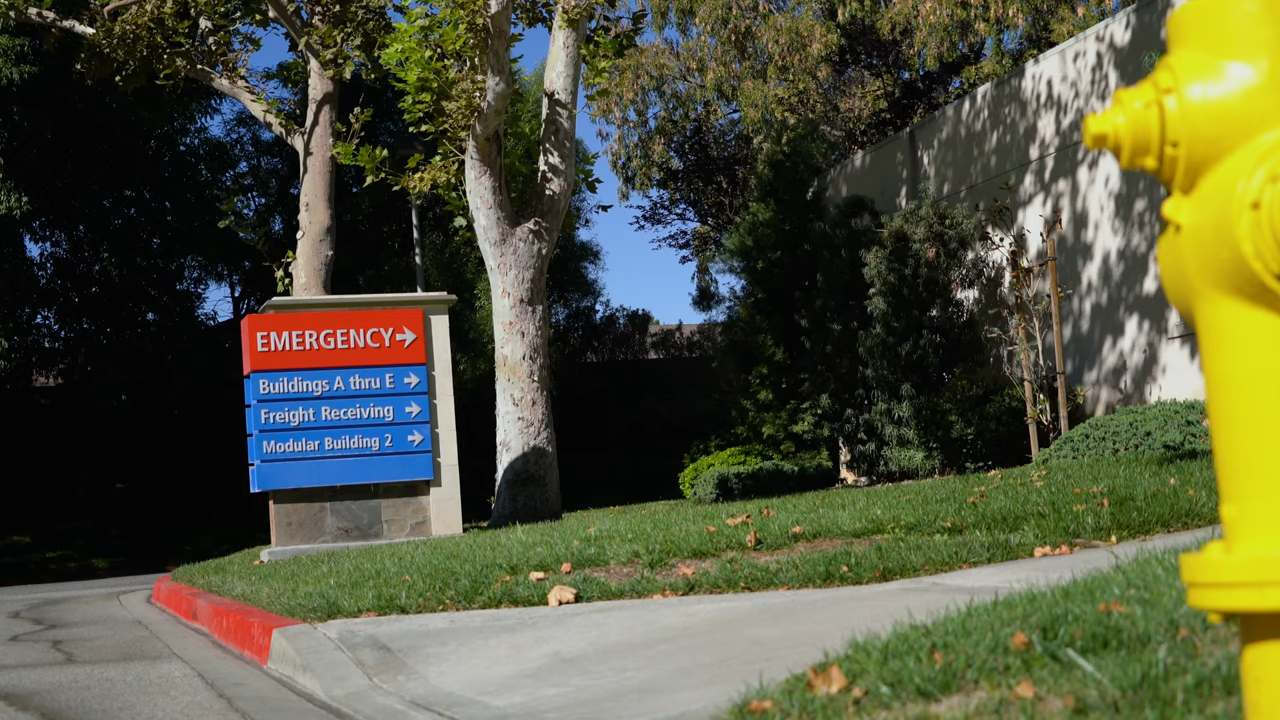 EMERGENCY→
Buildings A thru E →
Freight Receiving →
Modular Building 2 →